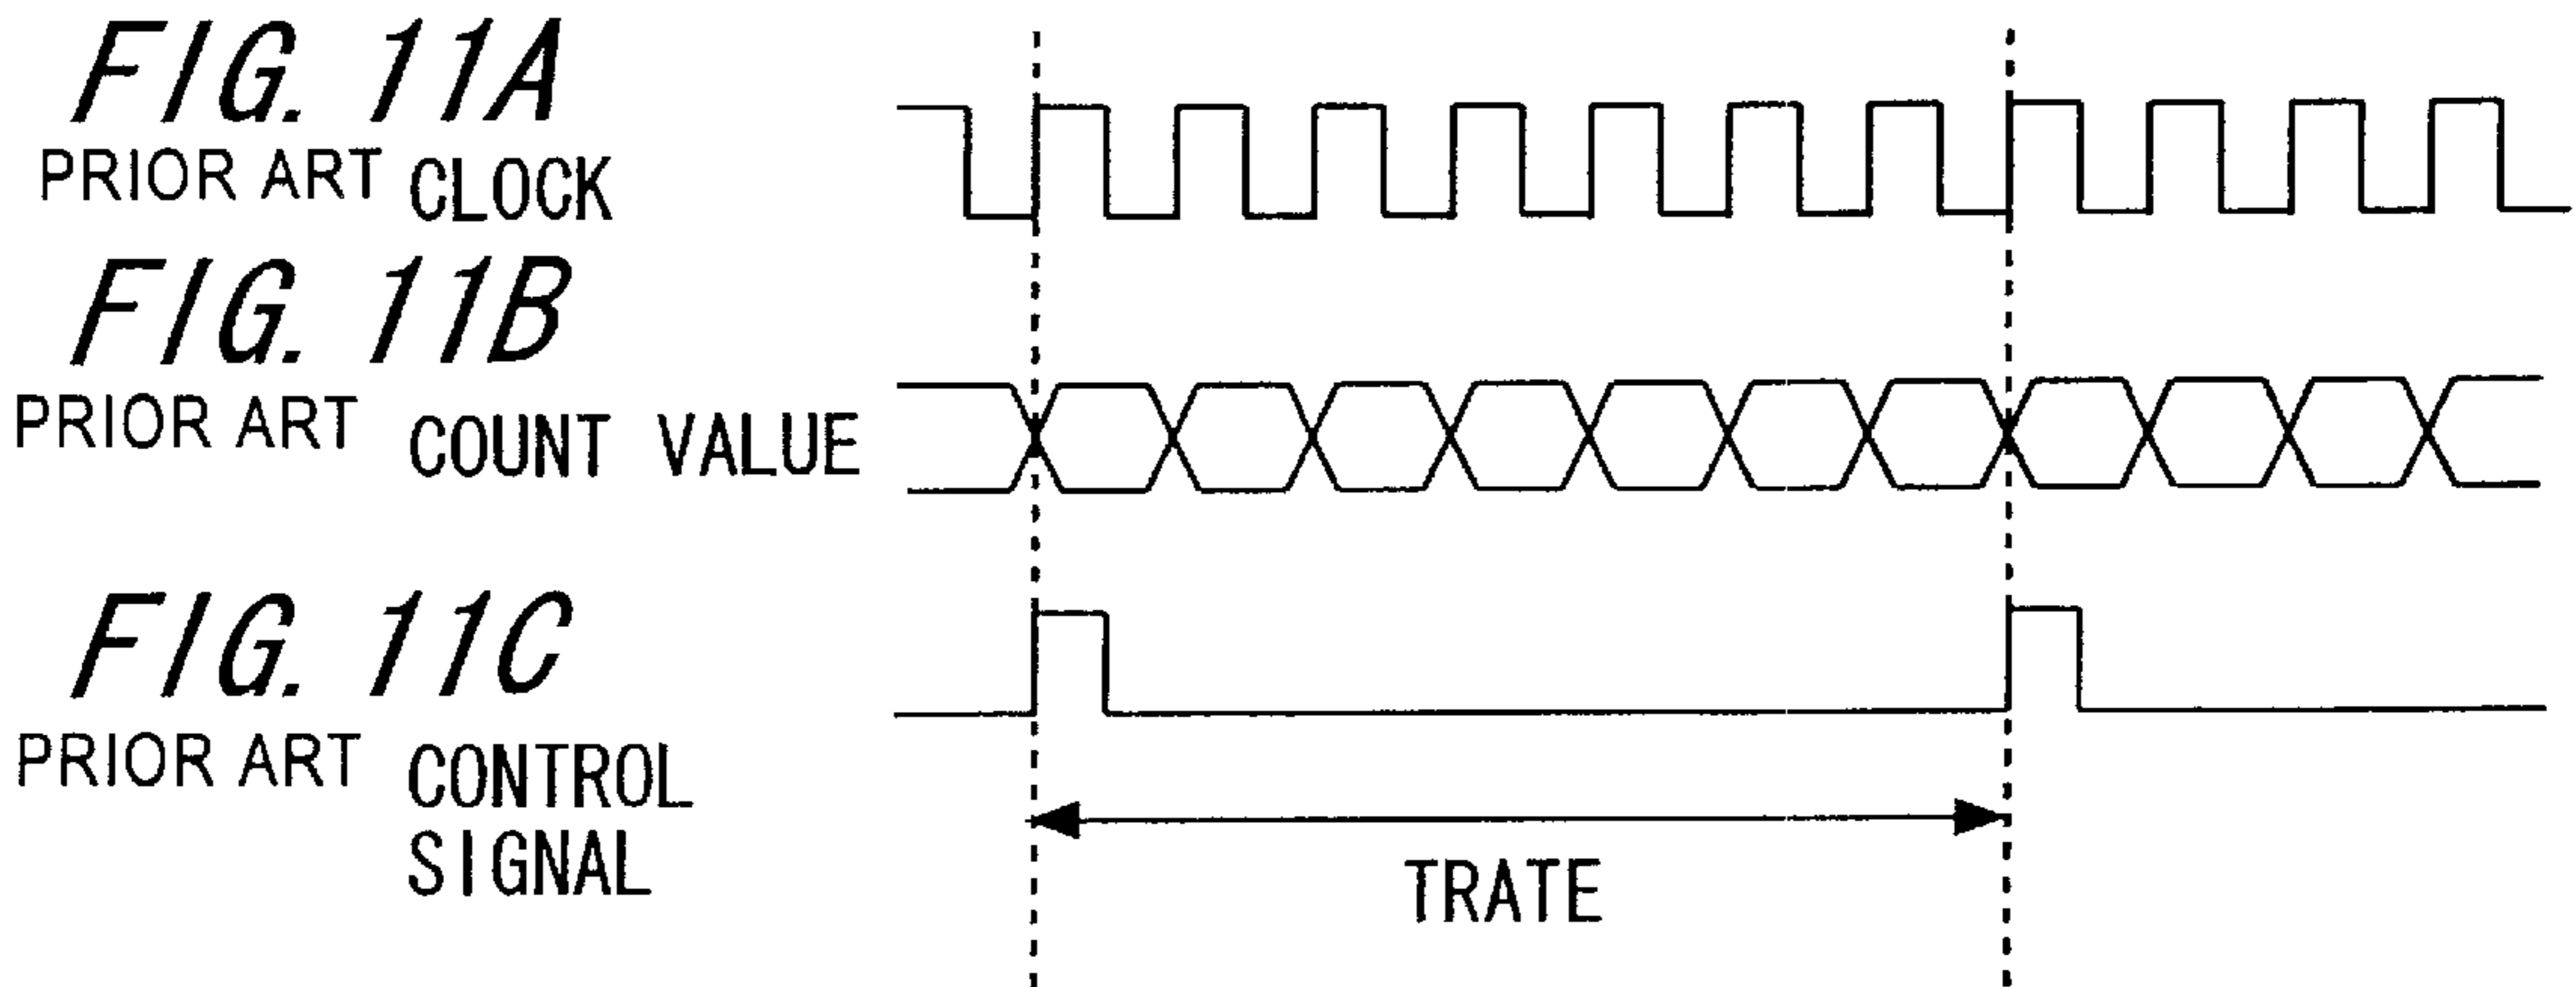 FIG. 11A
PRIOR ART CLOCK
FIG. 11B
PRIOR ART COUNT VALUE
FIG. 11C
PRIOR ART CONTROL
SIGNAL
TRATE